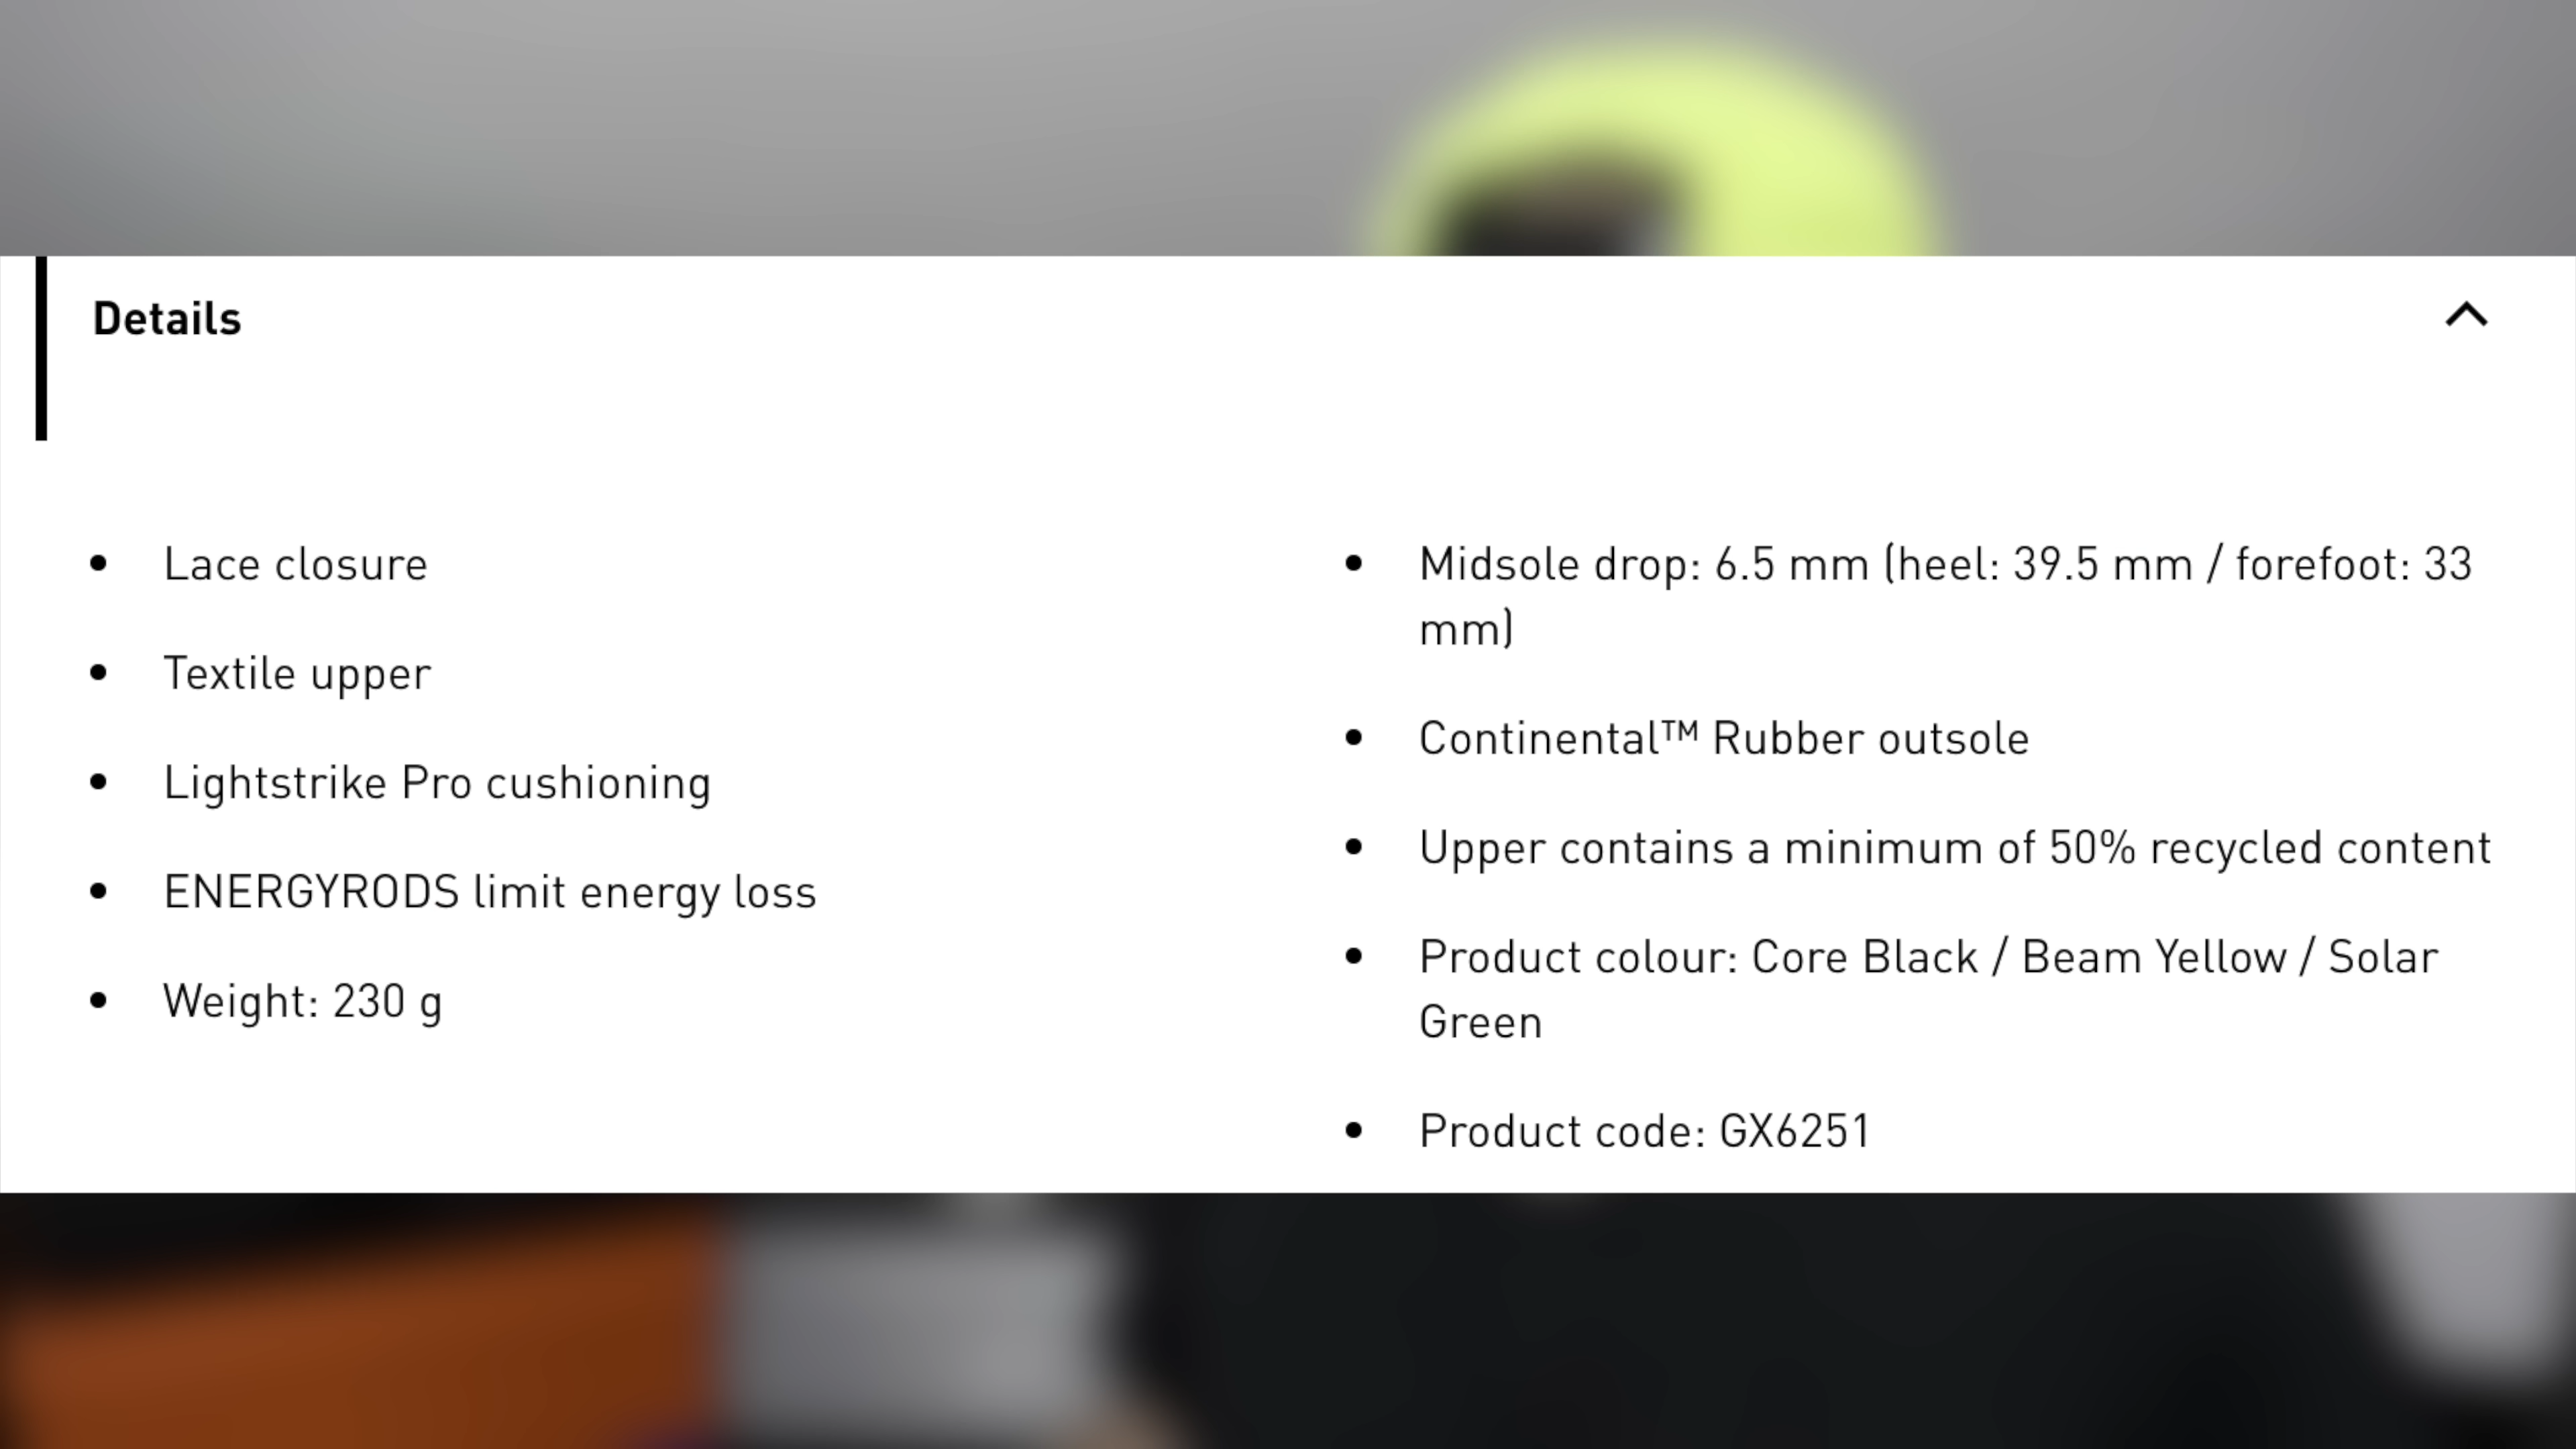 Details
Lace closure
Textile upper
Lightstrike Pro cushioning
ENERGYRODS limit energy loss
Weight: 230 g
Midsole drop: 6.5 mm (heel: 39.5 mm / forefoot: 33
mm)
Continental™ Rubber outsole
Upper contains a minimum of 50% recycled content
Product colour: Core Black / Beam Yellow / Solar
Green
Product code: GX6251